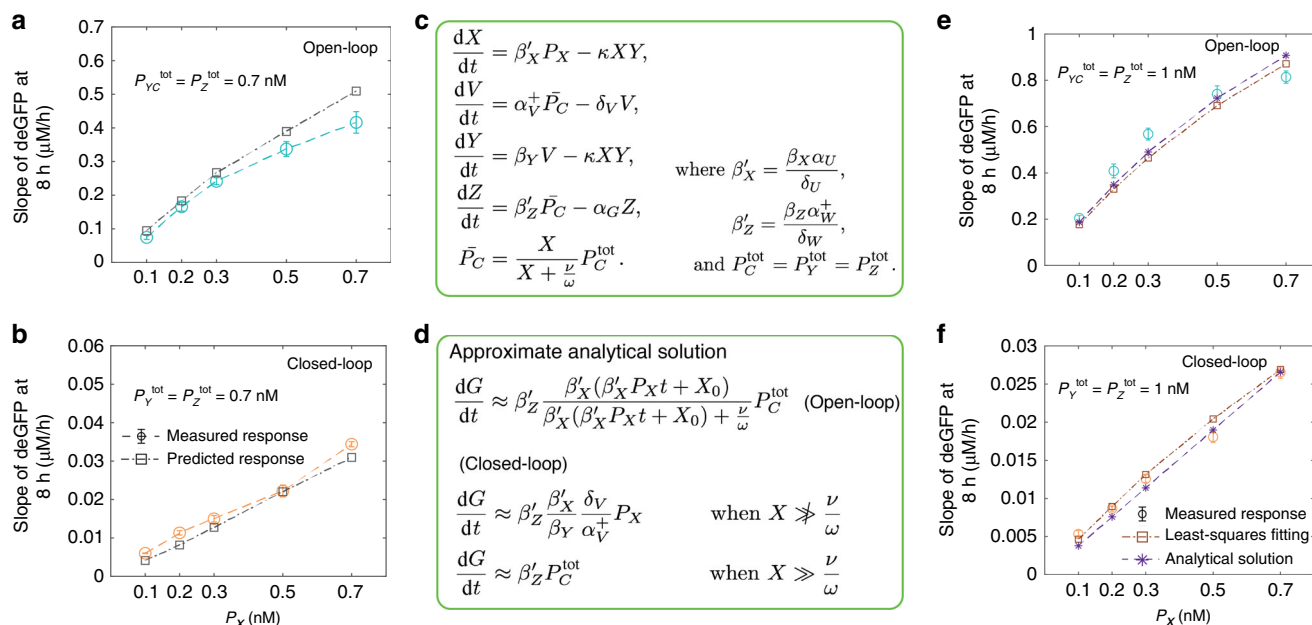 a
Slope of deGFP at
8 h (μM/h)
0.7
0.6
0.5
0.4
0.3
0.2
0.1
0
Open-loop
P_{YC}^{tot} = P_Z^{tot} = 0.7 nM
0.1 0.2 0.3 0.5 0.7
b
Slope of deGFP at
8 h (μM/h)
0.06
0.05
0.04
0.03
0.02
0.01
0
Closed-loop
P_Y^{tot} = P_Z^{tot} = 0.7 nM
Measured response
Predicted response
0.1 0.2 0.3 0.5 0.7
P_X (nM)
c
dX/dt = β′_X P_X − κXY,
dV/dt = α_V^+ P̄_C − δ_V V,
dY/dt = β_Y V − κXY,
dZ/dt = β′_Z P̄_C − α_G Z,
P̄_C = X/(X + ν/ω) P_C^{tot}.
where β′_X = β_X α_U/δ_U,
β′_Z = β_Z α_W^+/δ_W,
and P_C^{tot} = P_Y^{tot} = P_Z^{tot}.
d
Approximate analytical solution
dG/dt ≈ β′_Z β′_X(β′_X P_X t + X_0)/(β′_X(β′_X P_X t + X_0) + ν/ω) P_C^{tot} (Open-loop)
(Closed-loop)
dG/dt ≈ β′_Z β′_X/β_Y δ_V/α_V^+ P_X when X ≫̸ ν/ω
dG/dt ≈ β′_Z P_C^{tot} when X ≫ ν/ω
e
Slope of deGFP at
8 h (μM/h)
1
0.8
0.6
0.4
0.2
0
Open-loop
P_{YC}^{tot} = P_Z^{tot} = 1 nM
0.1 0.2 0.3 0.5 0.7
f
Slope of deGFP at
8 h (μM/h)
0.03
0.025
0.02
0.015
0.01
0.005
0
Closed-loop
P_Y^{tot} = P_Z^{tot} = 1 nM
Measured response
Least-squares fitting
Analytical solution
0.1 0.2 0.3 0.5 0.7
P_X (nM)